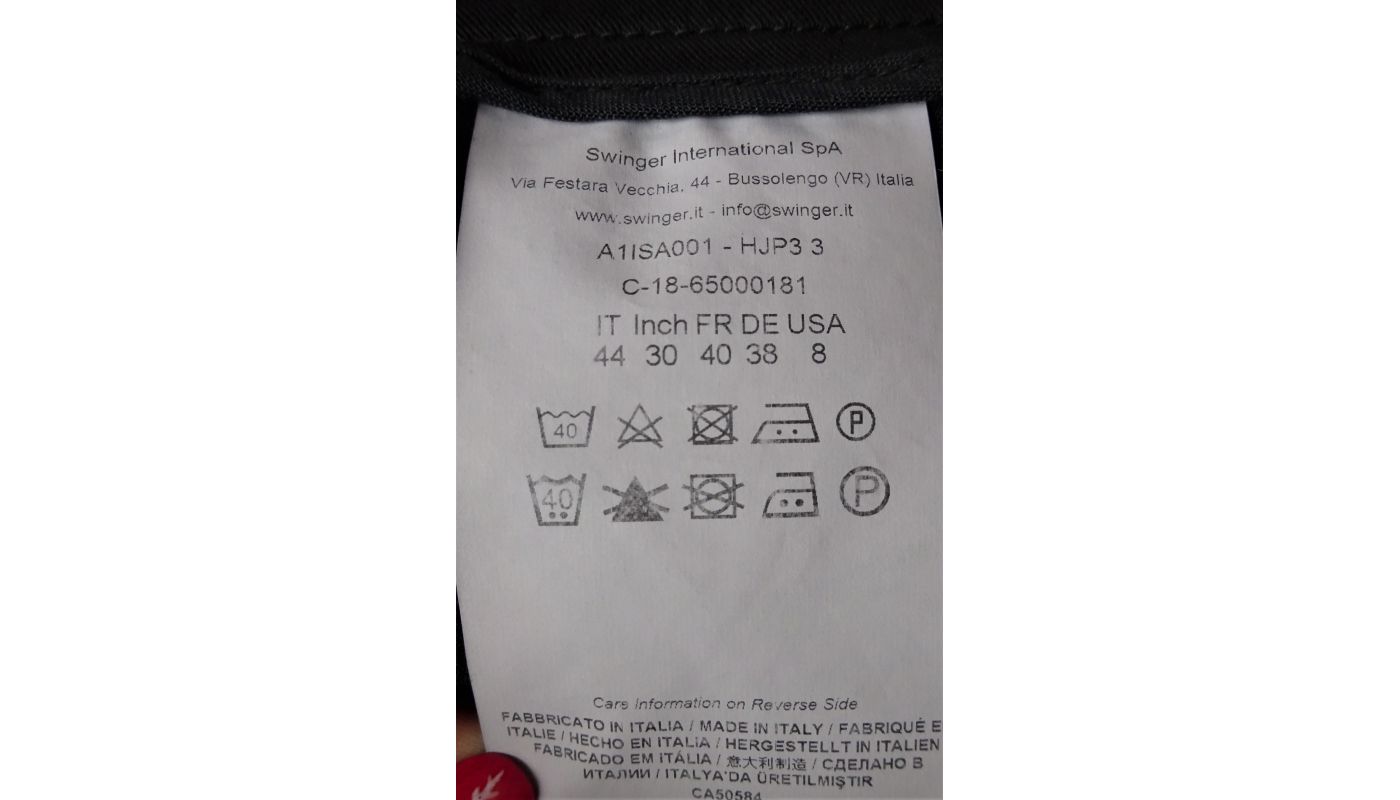 Swinger International SpA
Via Festara Vecchia, 44 - Bussolengo (VR) Italia
www.swinger.it - info@swinger.it
A1ISA001 - HJP3 3
C-18-65000181
IT Inch FR DE USA
44 30 40 38 8
40 P
40 P
Care Information on Reverse Side
FABBRICATO IN ITALIA / MADE IN ITALY / FABRIQUÉ E
ITALIE / HECHO EN ITALIA / HERGESTELLT IN ITALIEN
FABRICADO EM ITÁLIA / 意大利制造 / СДЕЛАНО В
ИТАЛИИ / ITALYA'DA ÜRETILMIŞTIR
CA50584